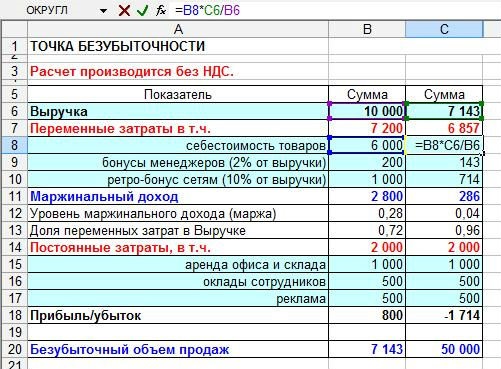 ОКРУГЛ =B8*C6/B6
A B C
1 ТОЧКА БЕЗУБЫТОЧНОСТИ
2
3 Расчет производится без НДС.
5 Показатель Сумма Сумма
6 Выручка 10 000 7 143
7 Переменные затраты в т.ч. 7 200 6 857
8 себестоимость товаров 6 000 =B8*C6/B6
9 бонусы менеджеров (2% от выручки) 200 143
10 ретро-бонус сетям (10% от выручки) 1 000 714
11 Маржинальный доход 2 800 286
12 Уровень маржинального дохода (маржа) 0,28 0,04
13 Доля переменных затрат в Выручке 0,72 0,96
14 Постоянные затраты, в т.ч. 2 000 2 000
15 аренда офиса и склада 1 000 1 000
16 оклады сотрудников 500 500
17 реклама 500 500
18 Прибыль/убыток 800 -1 714
19
20 Безубыточный объем продаж 7 143 50 000
21